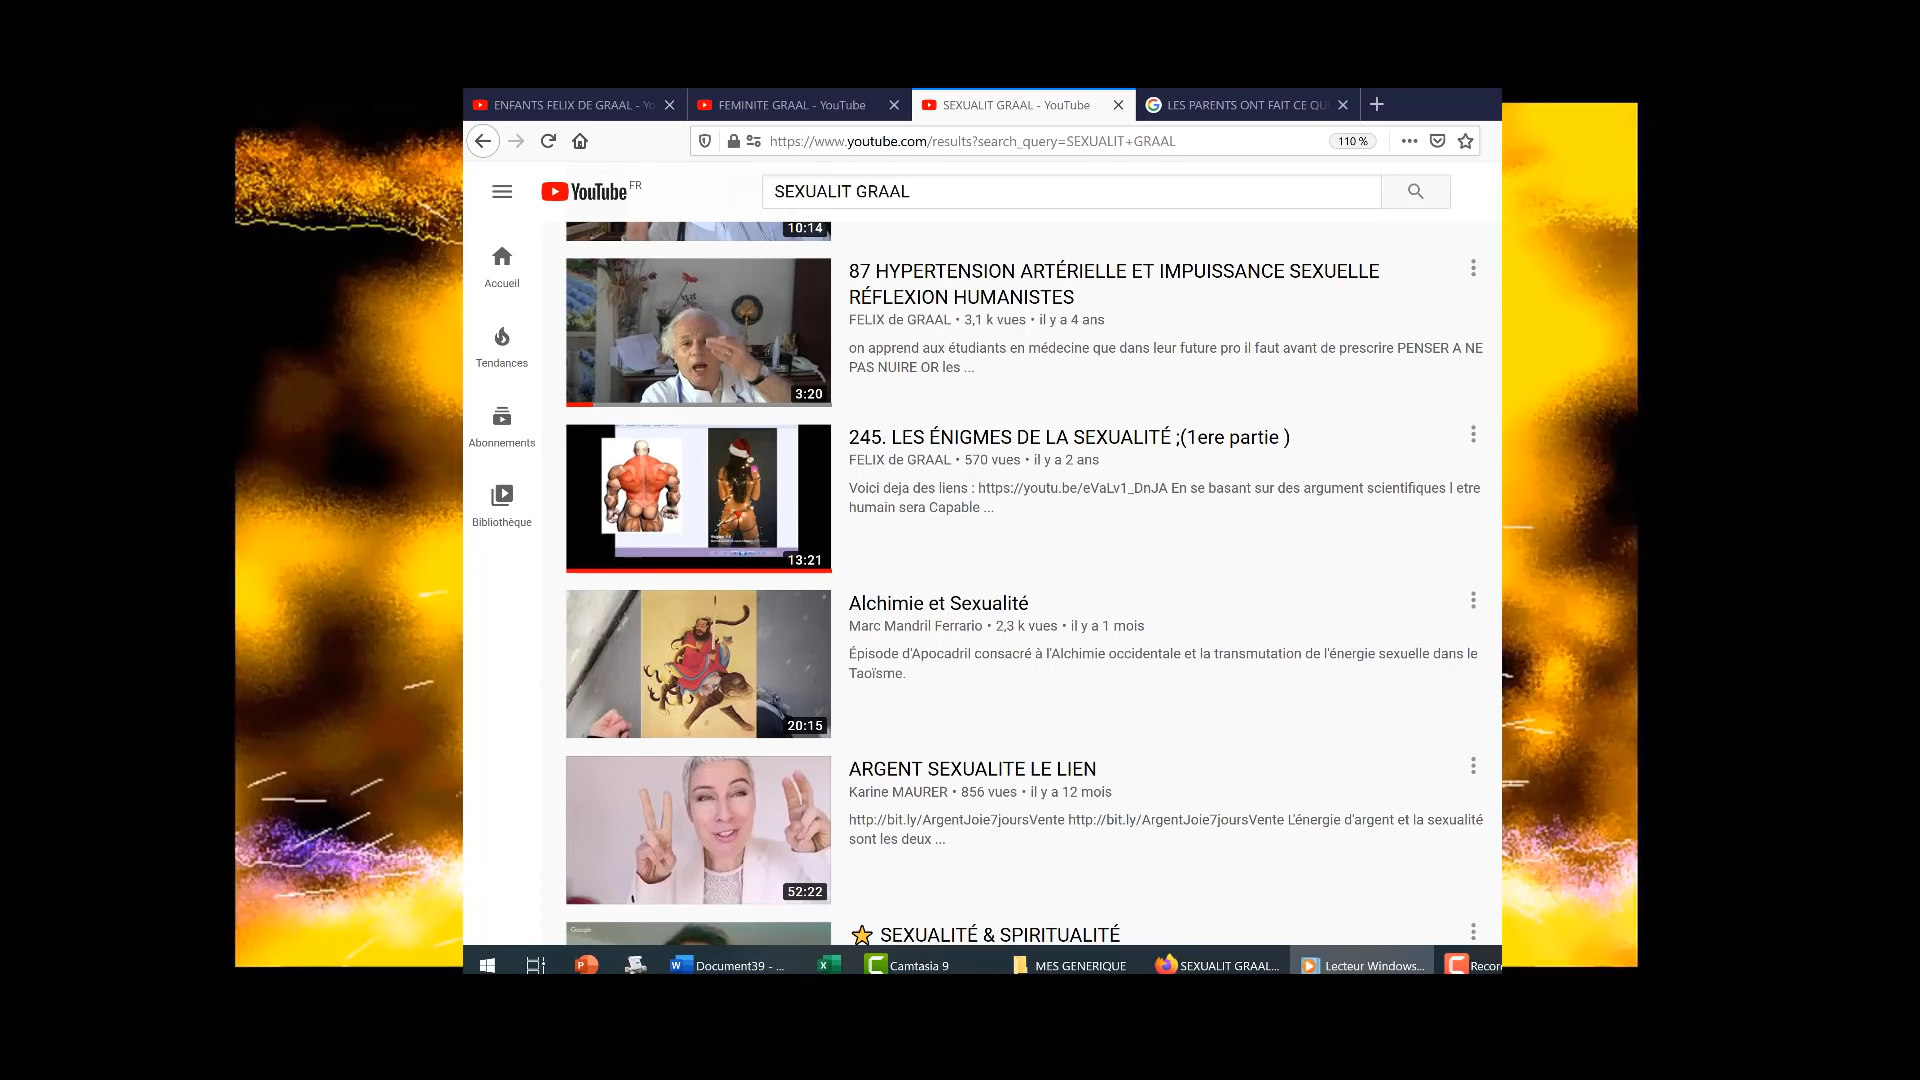 ENFANTS FELIX DE GRAAL - Yo
FEMINITE GRAAL - YouTube
SEXUALIT GRAAL - YouTube
LES PARENTS ONT FAIT CE QU
https://www.youtube.com/results?search_query=SEXUALIT+GRAAL
110 %
YouTube FR
SEXUALIT GRAAL
Accueil
Tendances
Abonnements
Bibliothèque
10:14
87 HYPERTENSION ARTÉRIELLE ET IMPUISSANCE SEXUELLE
RÉFLEXION HUMANISTES
FELIX de GRAAL • 3,1 k vues • il y a 4 ans
on apprend aux étudiants en médecine que dans leur future pro il faut avant de prescrire PENSER A NE
PAS NUIRE OR les ...
3:20
245. LES ÉNIGMES DE LA SEXUALITÉ ;(1ere partie )
FELIX de GRAAL • 570 vues • il y a 2 ans
Voici deja des liens : https://youtu.be/eVaLv1_DnJA En se basant sur des argument scientifiques l etre
humain sera Capable ...
13:21
Alchimie et Sexualité
Marc Mandril Ferrario • 2,3 k vues • il y a 1 mois
Épisode d'Apocadril consacré à l'Alchimie occidentale et la transmutation de l'énergie sexuelle dans le
Taoïsme.
20:15
ARGENT SEXUALITE LE LIEN
Karine MAURER • 856 vues • il y a 12 mois
http://bit.ly/ArgentJoie7joursVente http://bit.ly/ArgentJoie7joursVente L'énergie d'argent et la sexualité
sont les deux ...
52:22
Google
SEXUALITÉ & SPIRITUALITÉ
Document39 - ...
Camtasia 9
MES GENERIQUE
SEXUALIT GRAAL...
Lecteur Windows...
Recor